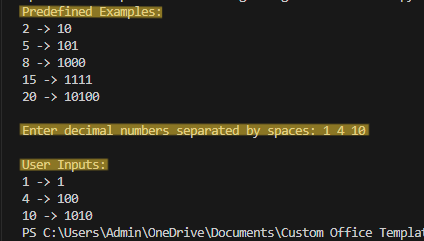 Predefined Examples:
2 -> 10
5 -> 101
8 -> 1000
15 -> 1111
20 -> 10100
Enter decimal numbers separated by spaces: 1 4 10
User Inputs:
1 -> 1
4 -> 100
10 -> 1010
PS C:\Users\Admin\OneDrive\Documents\Custom Office Templat